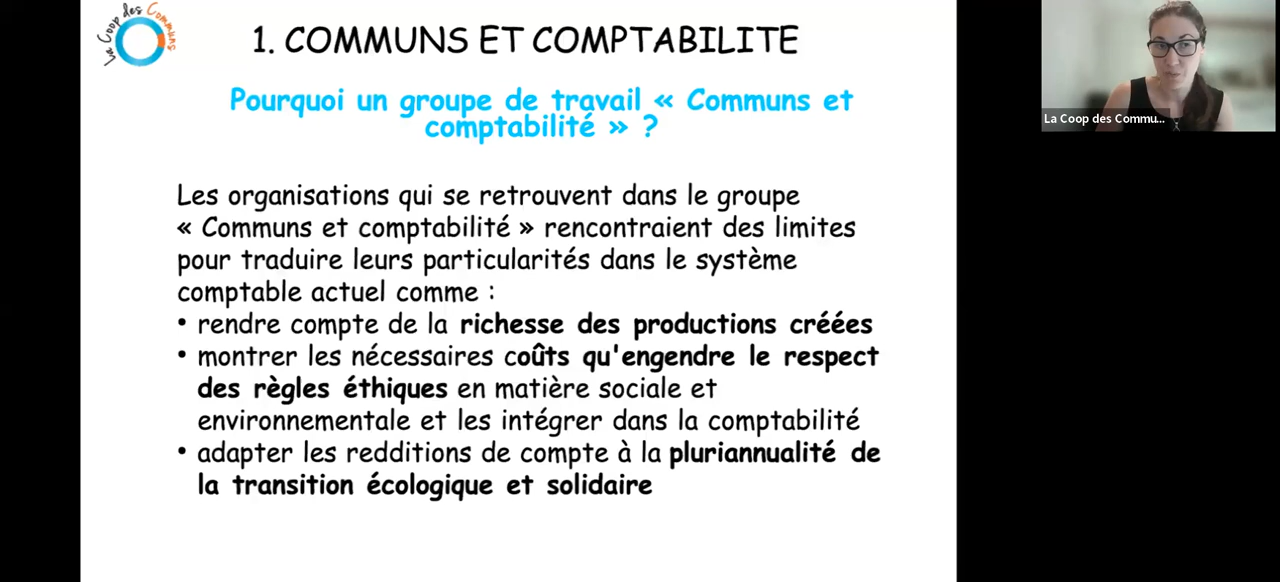 La Coop des Communs
1. COMMUNS ET COMPTABILITE
Pourquoi un groupe de travail « Communs et
comptabilité » ?
Les organisations qui se retrouvent dans le groupe
« Communs et comptabilité » rencontraient des limites
pour traduire leurs particularités dans le système
comptable actuel comme :
• rendre compte de la richesse des productions créées
• montrer les nécessaires coûts qu'engendre le respect
des règles éthiques en matière sociale et
environnementale et les intégrer dans la comptabilité
• adapter les redditions de compte à la pluriannualité de
la transition écologique et solidaire
La Coop des Commu...